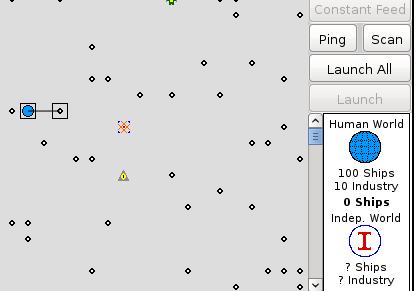 Constant Feed
Ping
Scan
Launch All
Launch
Human World
100 Ships
10 Industry
0 Ships
Indep. World
I
? Ships
? Industry